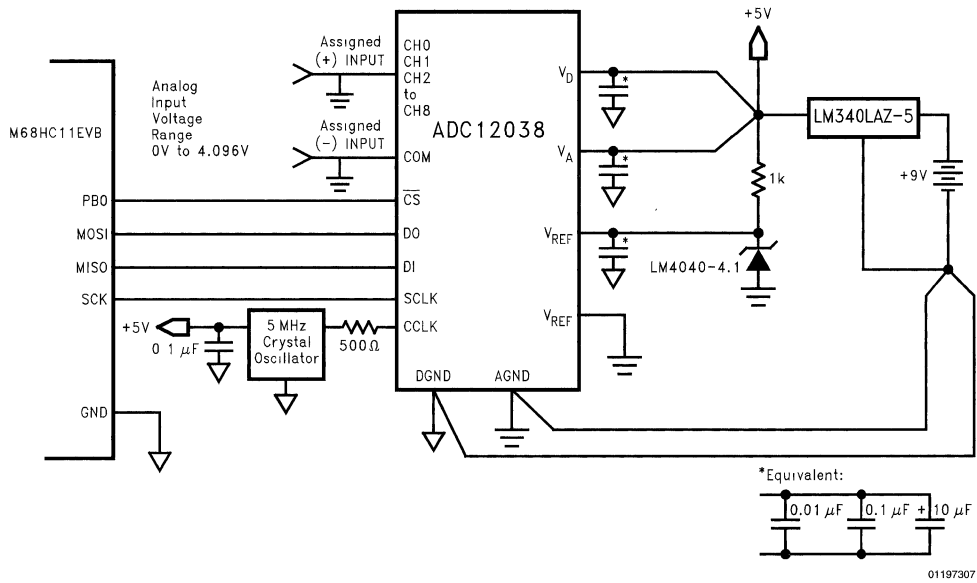 +5V
Assigned
(+) INPUT
CH0
CH1
CH2
to
CH8
V_D
LM340LAZ-5
Analog
Input
Voltage
Range
0V to 4.096V
M68HC11EVB
ADC12038
Assigned
(−) INPUT
COM
V_A
1k
+9V
PB0
C̅S̅
MOSI
DO
V_REF
MISO
DI
LM4040-4.1
SCK
SCLK
+5V
0 1 μF
5 MHz
Crystal
Oscillator
500Ω
CCLK
V_REF
DGND
AGND
GND
*Equivalent:
0.01 μF
0.1 μF
+
10 μF
*
*
*
01197307